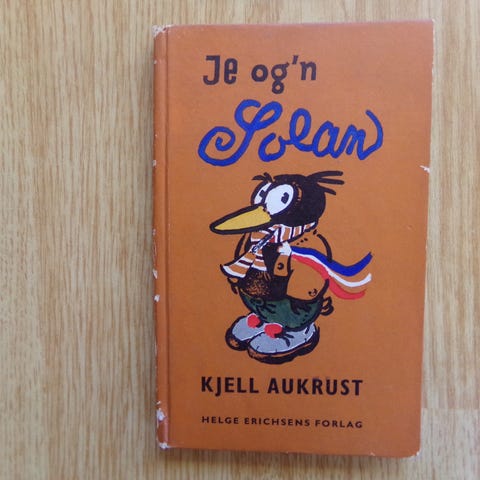 Je og'n
Solan
KJELL AUKRUST
HELGE ERICHSENS FORLAG